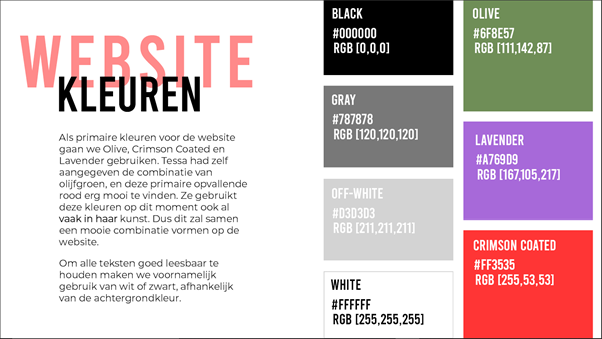 WEBSITE
KLEUREN
Als primaire kleuren voor de website
gaan we Olive, Crimson Coated en
Lavender gebruiken. Tessa had zelf
aangegeven de combinatie van
olijfgroen, en deze primaire opvallende
rood erg mooi te vinden. Ze gebruikt
deze kleuren op dit moment ook al
vaak in haar kunst. Dus dit zal samen
een mooie combinatie vormen op de
website.
Om alle teksten goed leesbaar te
houden maken we voornamelijk
gebruik van wit of zwart, afhankelijk
van de achtergrondkleur.
BLACK
#000000
RGB [0,0,0]
GRAY
#787878
RGB [120,120,120]
OFF-WHITE
#D3D3D3
RGB [211,211,211]
WHITE
#FFFFFF
RGB [255,255,255]
OLIVE
#6F8E57
RGB [111,142,87]
LAVENDER
#A769D9
RGB [167,105,217]
CRIMSON COATED
#FF3535
RGB [255,53,53]